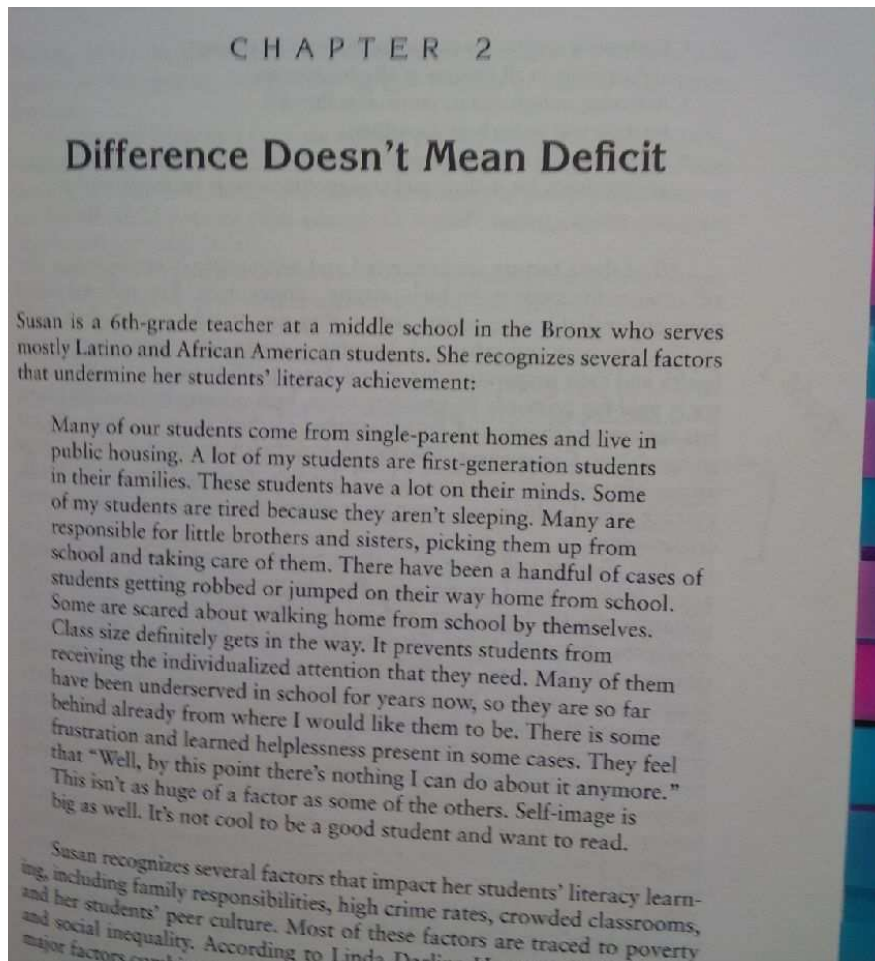 CHAPTER 2
Difference Doesn't Mean Deficit
Susan is a 6th-grade teacher at a middle school in the Bronx who serves
mostly Latino and African American students. She recognizes several factors
that undermine her students' literacy achievement:
Many of our students come from single-parent homes and live in
public housing. A lot of my students are first-generation students
in their families. These students have a lot on their minds. Some
of my students are tired because they aren't sleeping. Many are
responsible for little brothers and sisters, picking them up from
school and taking care of them. There have been a handful of cases of
students getting robbed or jumped on their way home from school.
Some are scared about walking home from school by themselves.
Class size definitely gets in the way. It prevents students from
receiving the individualized attention that they need. Many of them
have been underserved in school for years now, so they are so far
behind already from where I would like them to be. There is some
frustration and learned helplessness present in some cases. They feel
that "Well, by this point there's nothing I can do about it anymore."
This isn't as huge of a factor as some of the others. Self-image is
big as well. It's not cool to be a good student and want to read.
Susan recognizes several factors that impact her students' literacy learn-
ing, including family responsibilities, high crime rates, crowded classrooms,
and her students' peer culture. Most of these factors are traced to poverty
and social inequality. According to Linda
major factors